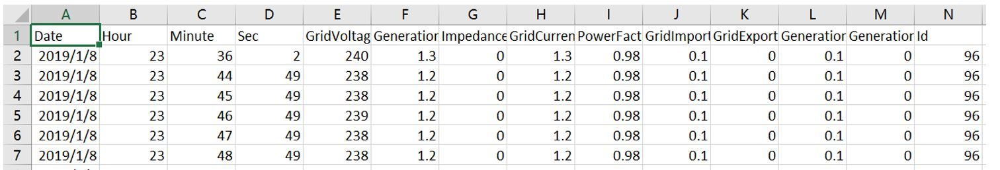 A B C D E F G H I J K L M N
1 Date Hour Minute Sec GridVoltag Generation Impedance GridCurren PowerFact GridImport GridExport Generation Generation Id
2 2019/1/8 23 36 2 240 1.3 0 1.3 0.98 0.1 0 0.1 0 96
3 2019/1/8 23 44 49 238 1.2 0 1.2 0.98 0.1 0 0.1 0 96
4 2019/1/8 23 45 49 238 1.2 0 1.2 0.98 0.1 0 0.1 0 96
5 2019/1/8 23 46 49 239 1.2 0 1.2 0.98 0.1 0 0.1 0 96
6 2019/1/8 23 47 49 238 1.2 0 1.2 0.98 0.1 0 0.1 0 96
7 2019/1/8 23 48 49 238 1.2 0 1.2 0.98 0.1 0 0.1 0 96